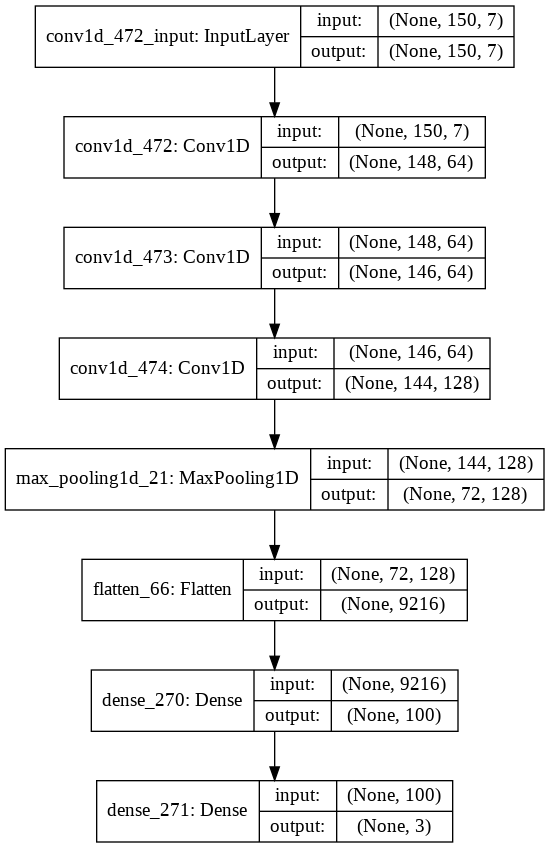 conv1d_472_input: InputLayer
input: (None, 150, 7)
output: (None, 150, 7)
conv1d_472: Conv1D
input: (None, 150, 7)
output: (None, 148, 64)
conv1d_473: Conv1D
input: (None, 148, 64)
output: (None, 146, 64)
conv1d_474: Conv1D
input: (None, 146, 64)
output: (None, 144, 128)
max_pooling1d_21: MaxPooling1D
input: (None, 144, 128)
output: (None, 72, 128)
flatten_66: Flatten
input: (None, 72, 128)
output: (None, 9216)
dense_270: Dense
input: (None, 9216)
output: (None, 100)
dense_271: Dense
input: (None, 100)
output: (None, 3)